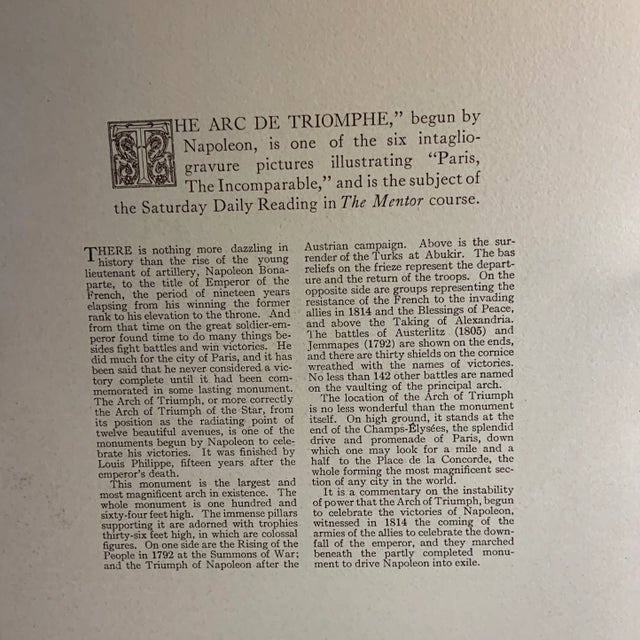 THE ARC DE TRIOMPHE,” begun by
Napoleon, is one of the six intaglio-
gravure pictures illustrating “Paris,
The Incomparable,” and is the subject of
the Saturday Daily Reading in The Mentor course.
THERE is nothing more dazzling in
history than the rise of the young
lieutenant of artillery, Napoleon Bona-
parte, to the title of Emperor of the
French, the period of nineteen years
elapsing from his winning the former
rank to his elevation to the throne. And
from that time on the great soldier-em-
peror found time to do many things be-
sides fight battles and win victories. He
did much for the city of Paris, and it has
been said that he never considered a vic-
tory complete until it had been com-
memorated in some lasting monument.
The Arch of Triumph, or more correctly
the Arch of Triumph of the Star, from
its position as the radiating point of
twelve beautiful avenues, is one of the
monuments begun by Napoleon to cele-
brate his victories. It was finished by
Louis Philippe, fifteen years after the
emperor’s death.
This monument is the largest and
most magnificent arch in existence. The
whole monument is one hundred and
sixty-four feet high. The immense pillars
supporting it are adorned with trophies
thirty-six feet high, in which are colossal
figures. On one side are the Rising of the
People in 1792 at the Summons of War;
and the Triumph of Napoleon after the
Austrian campaign. Above is the sur-
render of the Turks at Abukir. The bas
reliefs on the frieze represent the depart-
ure and the return of the troops. On the
opposite side are groups representing the
resistance of the French to the invading
allies in 1814 and the Blessings of Peace,
and above the Taking of Alexandria.
The battles of Austerlitz (1805) and
Jemmapes (1792) are shown on the ends,
and there are thirty shields on the cornice
wreathed with the names of victories.
No less than 142 other battles are named
on the vaulting of the principal arch.
The location of the Arch of Triumph
is no less wonderful than the monument
itself. On high ground, it stands at the
end of the Champs-Élysées, the splendid
drive and promenade of Paris, down
which one may look for a mile and a
half to the Place de la Concorde, the
whole forming the most magnificent sec-
tion of any city in the world.
It is a commentary on the instability
of power that the Arch of Triumph, begun
to celebrate the victories of Napoleon,
witnessed in 1814 the coming of the
armies of the allies to celebrate the down-
fall of the emperor, and they marched
beneath the partly completed monu-
ment to drive Napoleon into exile.